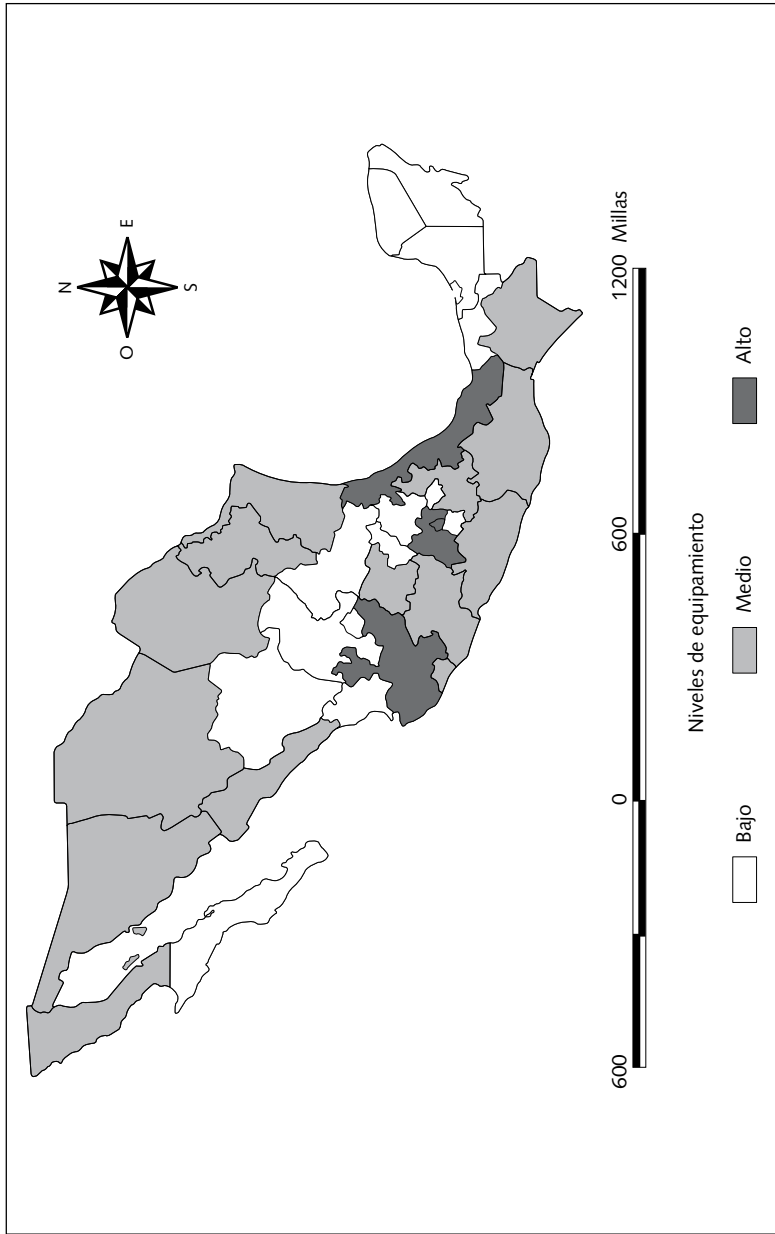 N
O
E
S
600
0
600
1200 Millas
Niveles de equipamiento
Bajo
Medio
Alto